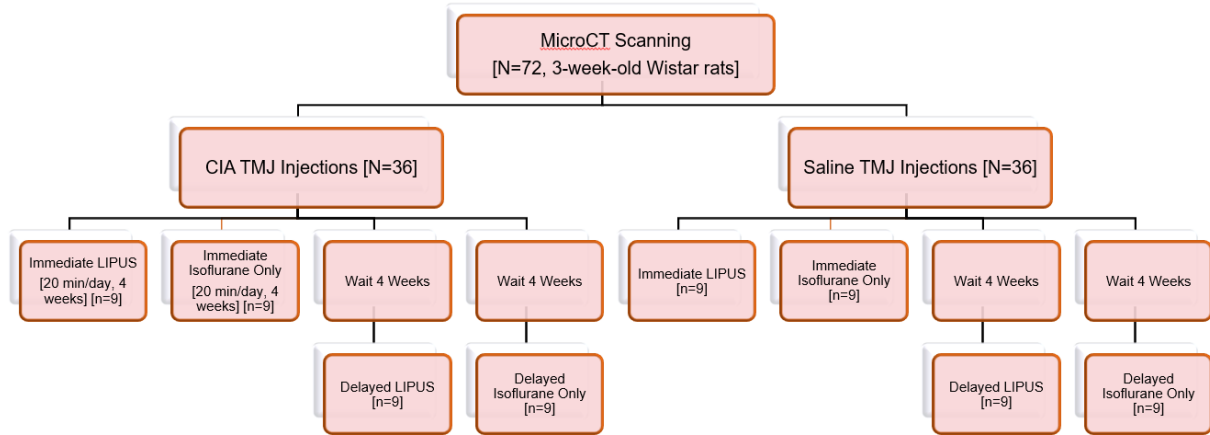 MicroCT Scanning
[N=72, 3-week-old Wistar rats]
CIA TMJ Injections [N=36]
Saline TMJ Injections [N=36]
Immediate LIPUS
[20 min/day, 4
weeks] [n=9]
Immediate
Isoflurane Only
[20 min/day, 4
weeks] [n=9]
Wait 4 Weeks
Wait 4 Weeks
Immediate LIPUS
[n=9]
Immediate
Isoflurane Only
[n=9]
Wait 4 Weeks
Wait 4 Weeks
Delayed LIPUS
[n=9]
Delayed
Isoflurane Only
[n=9]
Delayed LIPUS
[n=9]
Delayed
Isoflurane Only
[n=9]